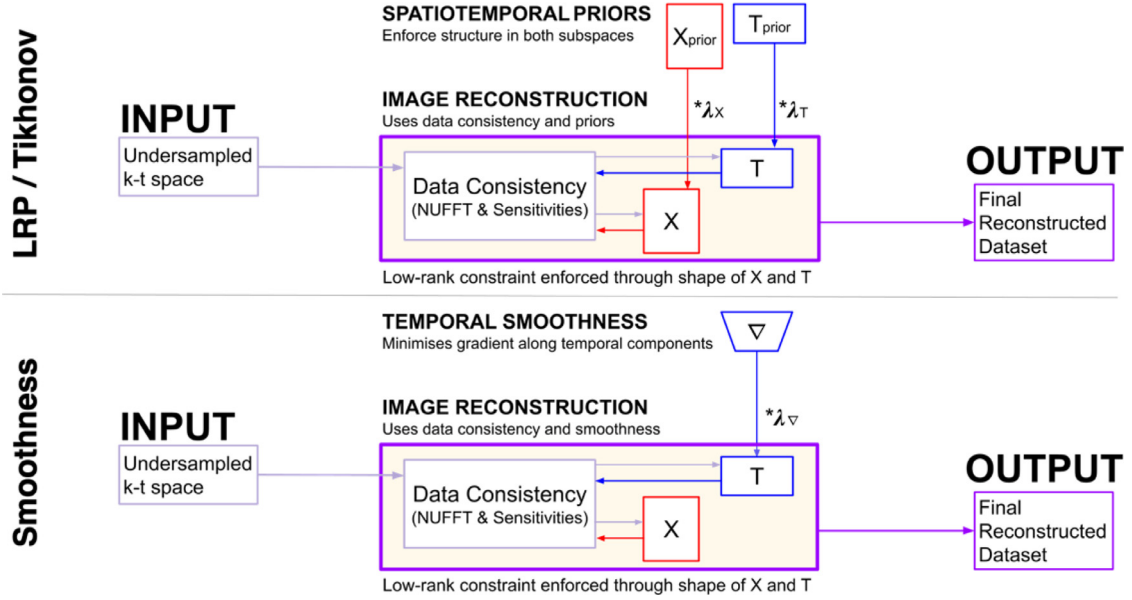 LRP / Tikhonov
SPATIOTEMPORAL PRIORS
Enforce structure in both subspaces
Xprior
Tprior
*λX
*λT
IMAGE RECONSTRUCTION
Uses data consistency and priors
INPUT
Undersampled
k-t space
Data Consistency
(NUFFT & Sensitivities)
T
X
OUTPUT
Final
Reconstructed
Dataset
Low-rank constraint enforced through shape of X and T
Smoothness
TEMPORAL SMOOTHNESS
Minimises gradient along temporal components
∇
*λ∇
IMAGE RECONSTRUCTION
Uses data consistency and smoothness
INPUT
Undersampled
k-t space
Data Consistency
(NUFFT & Sensitivities)
T
X
OUTPUT
Final
Reconstructed
Dataset
Low-rank constraint enforced through shape of X and T